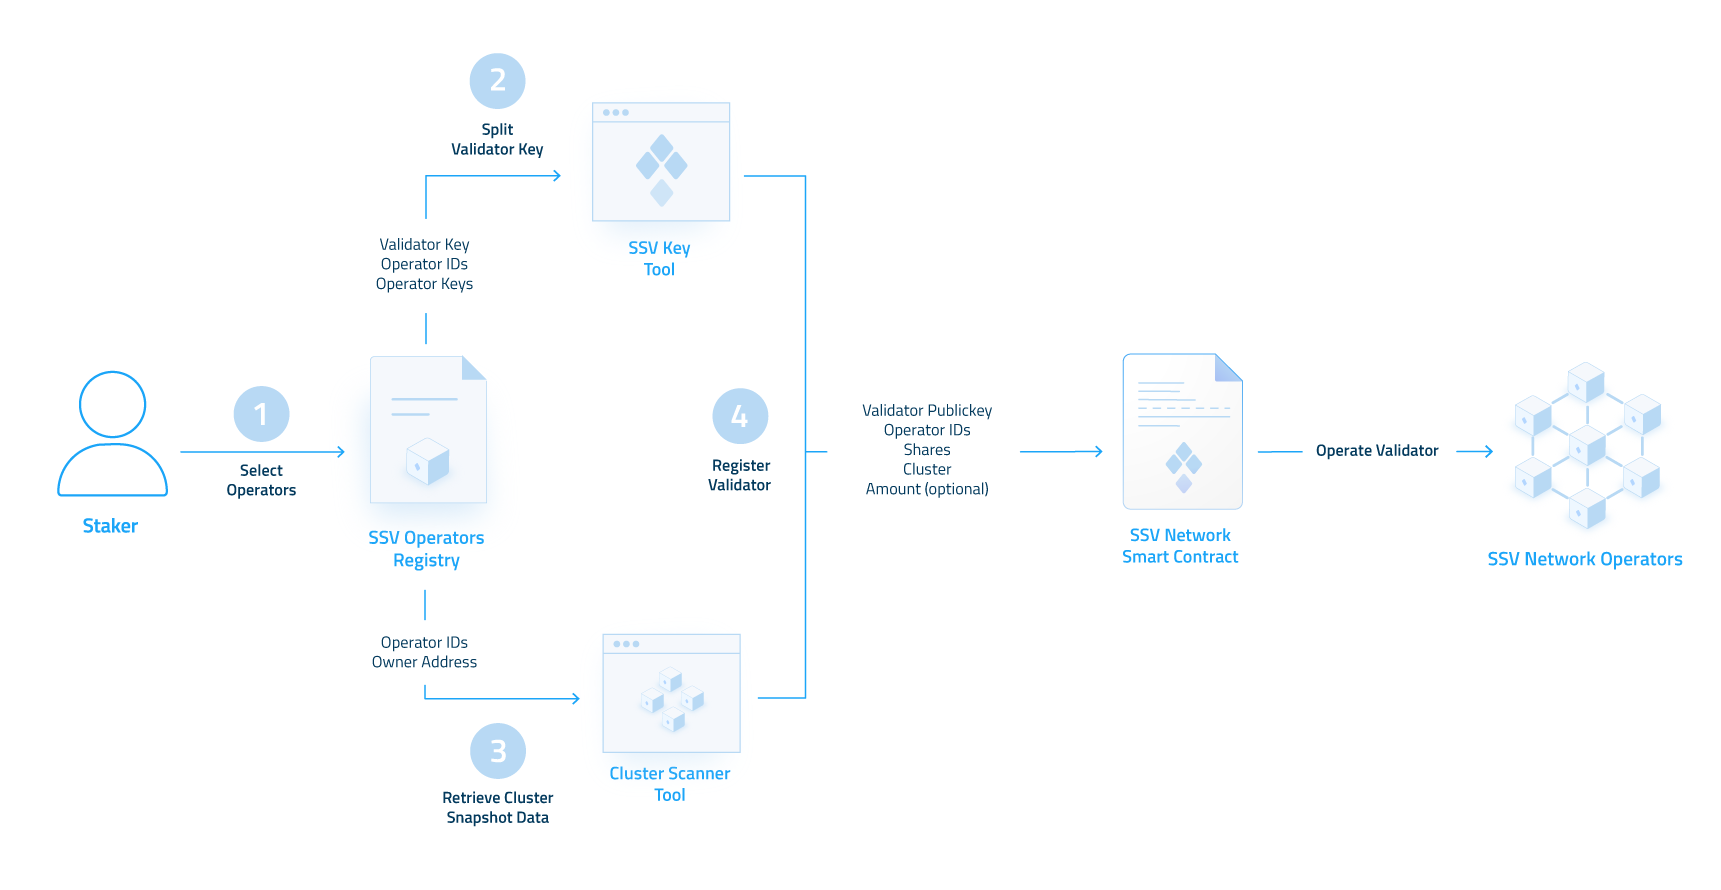 2
Split
Validator Key
SSV Key
Tool
Validator Key
Operator IDs
Operator Keys
1
Select
Operators
Staker
SSV Operators
Registry
Operator IDs
Owner Address
3
Retrieve Cluster
Snapshot Data
Cluster Scanner
Tool
4
Register
Validator
Validator Publickey
Operator IDs
Shares
Cluster
Amount (optional)
SSV Network
Smart Contract
Operate Validator
SSV Network Operators